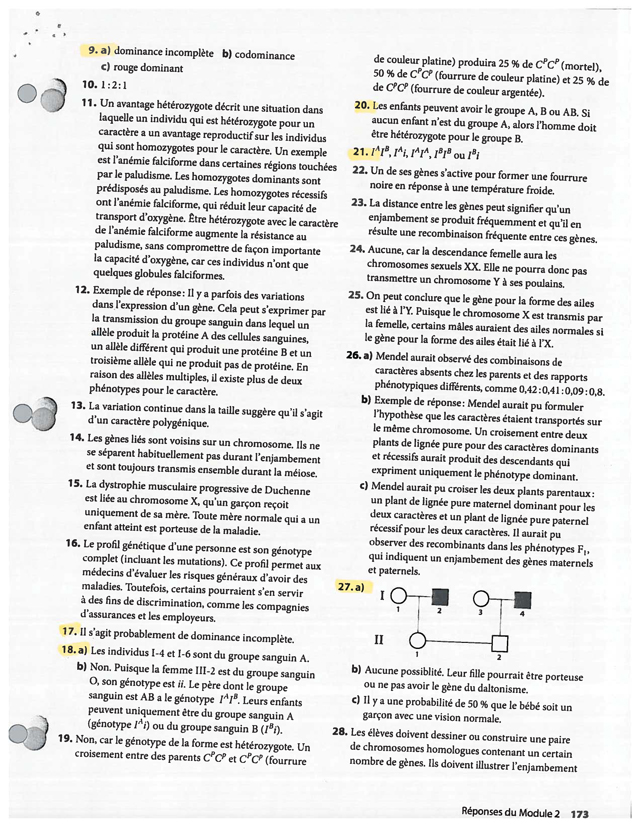 9. a) dominance incomplète b) codominance
c) rouge dominant
10. 1:2:1
11. Un avantage hétérozygote décrit une situation dans
laquelle un individu qui est hétérozygote pour un
caractère a un avantage reproductif sur les individus
qui sont homozygotes pour le caractère. Un exemple
est l'anémie falciforme dans certaines régions touchées
par le paludisme. Les homozygotes dominants sont
prédisposés au paludisme. Les homozygotes récessifs
ont l'anémie falciforme, qui réduit leur capacité de
transport d'oxygène. Être hétérozygote avec le caractère
de l'anémie falciforme augmente la résistance au
paludisme, sans compromettre de façon importante
la capacité d'oxygène, car ces individus n'ont que
quelques globules falciformes.
12. Exemple de réponse : Il y a parfois des variations
dans l'expression d'un gène. Cela peut s'exprimer par
la transmission du groupe sanguin dans lequel un
allèle produit la protéine A des cellules sanguines,
un allèle différent qui produit une protéine B et un
troisième allèle qui ne produit pas de protéine. En
raison des allèles multiples, il existe plus de deux
phénotypes pour le caractère.
13. La variation continue dans la taille suggère qu'il s'agit
d'un caractère polygénique.
14. Les gènes liés sont voisins sur un chromosome. Ils ne
se séparent habituellement pas durant l'enjambement
et sont toujours transmis ensemble durant la méiose.
15. La dystrophie musculaire progressive de Duchenne
est liée au chromosome X, qu'un garçon reçoit
uniquement de sa mère. Toute mère normale qui a un
enfant atteint est porteuse de la maladie.
16. Le profil génétique d'une personne est son génotype
complet (incluant les mutations). Ce profil permet aux
médecins d'évaluer les risques généraux d'avoir des
maladies. Toutefois, certains pourraient s'en servir
à des fins de discrimination, comme les compagnies
d'assurances et les employeurs.
17. Il s'agit probablement de dominance incomplète.
18. a) Les individus I-4 et I-6 sont du groupe sanguin A.
b) Non. Puisque la femme III-2 est du groupe sanguin
O, son génotype est ii. Le père dont le groupe
sanguin est AB a le génotype IᴬIᴮ. Leurs enfants
peuvent uniquement être du groupe sanguin A
(génotype Iᴬi) ou du groupe sanguin B (Iᴮi).
19. Non, car le génotype de la forme est hétérozygote. Un
croisement entre des parents CᴾCᵖ et CᴾCᵖ (fourrure
de couleur platine) produira 25 % de CᴾCᴾ (mortel),
50 % de CᴾCᵖ (fourrure de couleur platine) et 25 % de
de CᵖCᵖ (fourrure de couleur argentée).
20. Les enfants peuvent avoir le groupe A, B ou AB. Si
aucun enfant n'est du groupe A, alors l'homme doit
être hétérozygote pour le groupe B.
21. IᴬIᴮ, Iᴬi, IᴬIᴬ, IᴮIᴮ ou Iᴮi
22. Un de ses gènes s'active pour former une fourrure
noire en réponse à une température froide.
23. La distance entre les gènes peut signifier qu'un
enjambement se produit fréquemment et qu'il en
résulte une recombinaison fréquente entre ces gènes.
24. Aucune, car la descendance femelle aura les
chromosomes sexuels XX. Elle ne pourra donc pas
transmettre un chromosome Y à ses poulains.
25. On peut conclure que le gène pour la forme des ailes
est lié à l'Y. Puisque le chromosome X est transmis par
la femelle, certains mâles auraient des ailes normales si
le gène pour la forme des ailes était lié à l'X.
26. a) Mendel aurait observé des combinaisons de
caractères absents chez les parents et des rapports
phénotypiques différents, comme 0,42 : 0,41 : 0,09 : 0,8.
b) Exemple de réponse : Mendel aurait pu formuler
l'hypothèse que les caractères étaient transportés sur
le même chromosome. Un croisement entre deux
plants de lignée pure pour des caractères dominants
et récessifs aurait produit des descendants qui
expriment uniquement le phénotype dominant.
c) Mendel aurait pu croiser les deux plants parentaux :
un plant de lignée pure maternel dominant pour les
deux caractères et un plant de lignée pure paternel
récessif pour les deux caractères. Il aurait pu
observer des recombinants dans les phénotypes F₁,
qui indiquent un enjambement des gènes maternels
et paternels.
27. a)
I
1 2 3 4
II
1 2
b) Aucune possiblité. Leur fille pourrait être porteuse
ou ne pas avoir le gène du daltonisme.
c) Il y a une probabilité de 50 % que le bébé soit un
garçon avec une vision normale.
28. Les élèves doivent dessiner ou construire une paire
de chromosomes homologues contenant un certain
nombre de gènes. Ils doivent illustrer l'enjambement
Réponses du Module 2 173